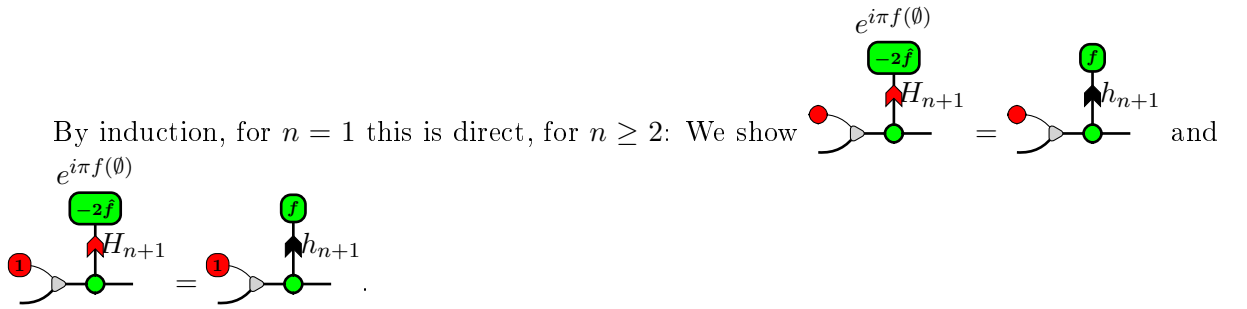 e^{iπf(∅)}
-2f̂ f
H_{n+1} h_{n+1}
By induction, for n = 1 this is direct, for n ≥ 2: We show = and
e^{iπf(∅)}
-2f̂ f
1 H_{n+1} 1 h_{n+1}
= .